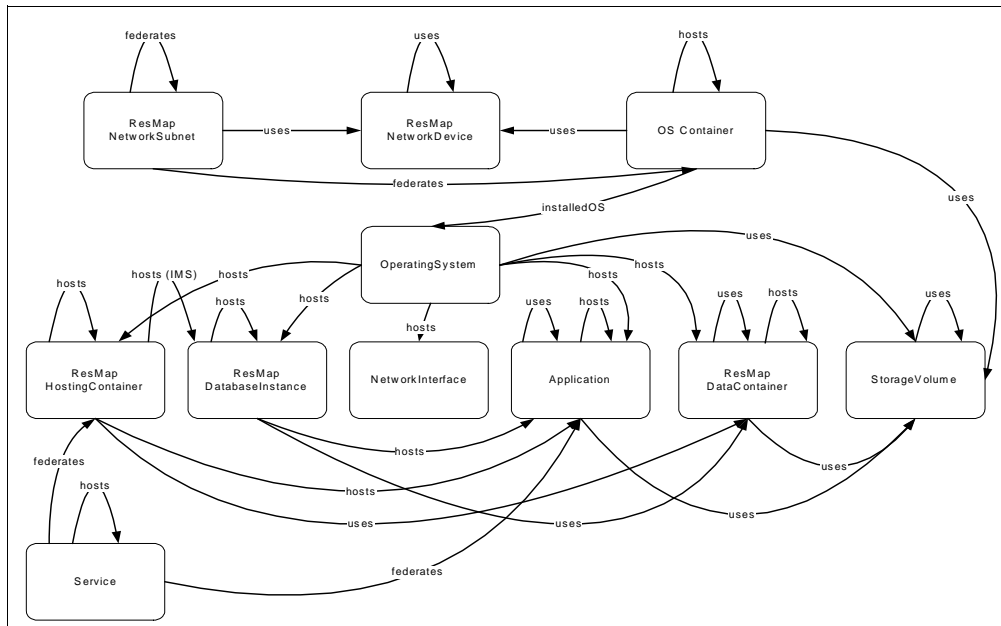 federates
uses
hosts
ResMap
NetworkSubnet
uses
ResMap
NetworkDevice
uses
OS Container
federates
uses
installedOS
uses
OperatingSystem
hosts (IMS)
hosts
hosts
hosts
hosts
hosts
hosts
uses
hosts
uses
hosts
uses
hosts
ResMap
HostingContainer
ResMap
DatabaseInstance
NetworkInterface
Application
ResMap
DataContainer
StorageVolume
hosts
federates
uses
hosts
hosts
uses
uses
uses
federates
Service